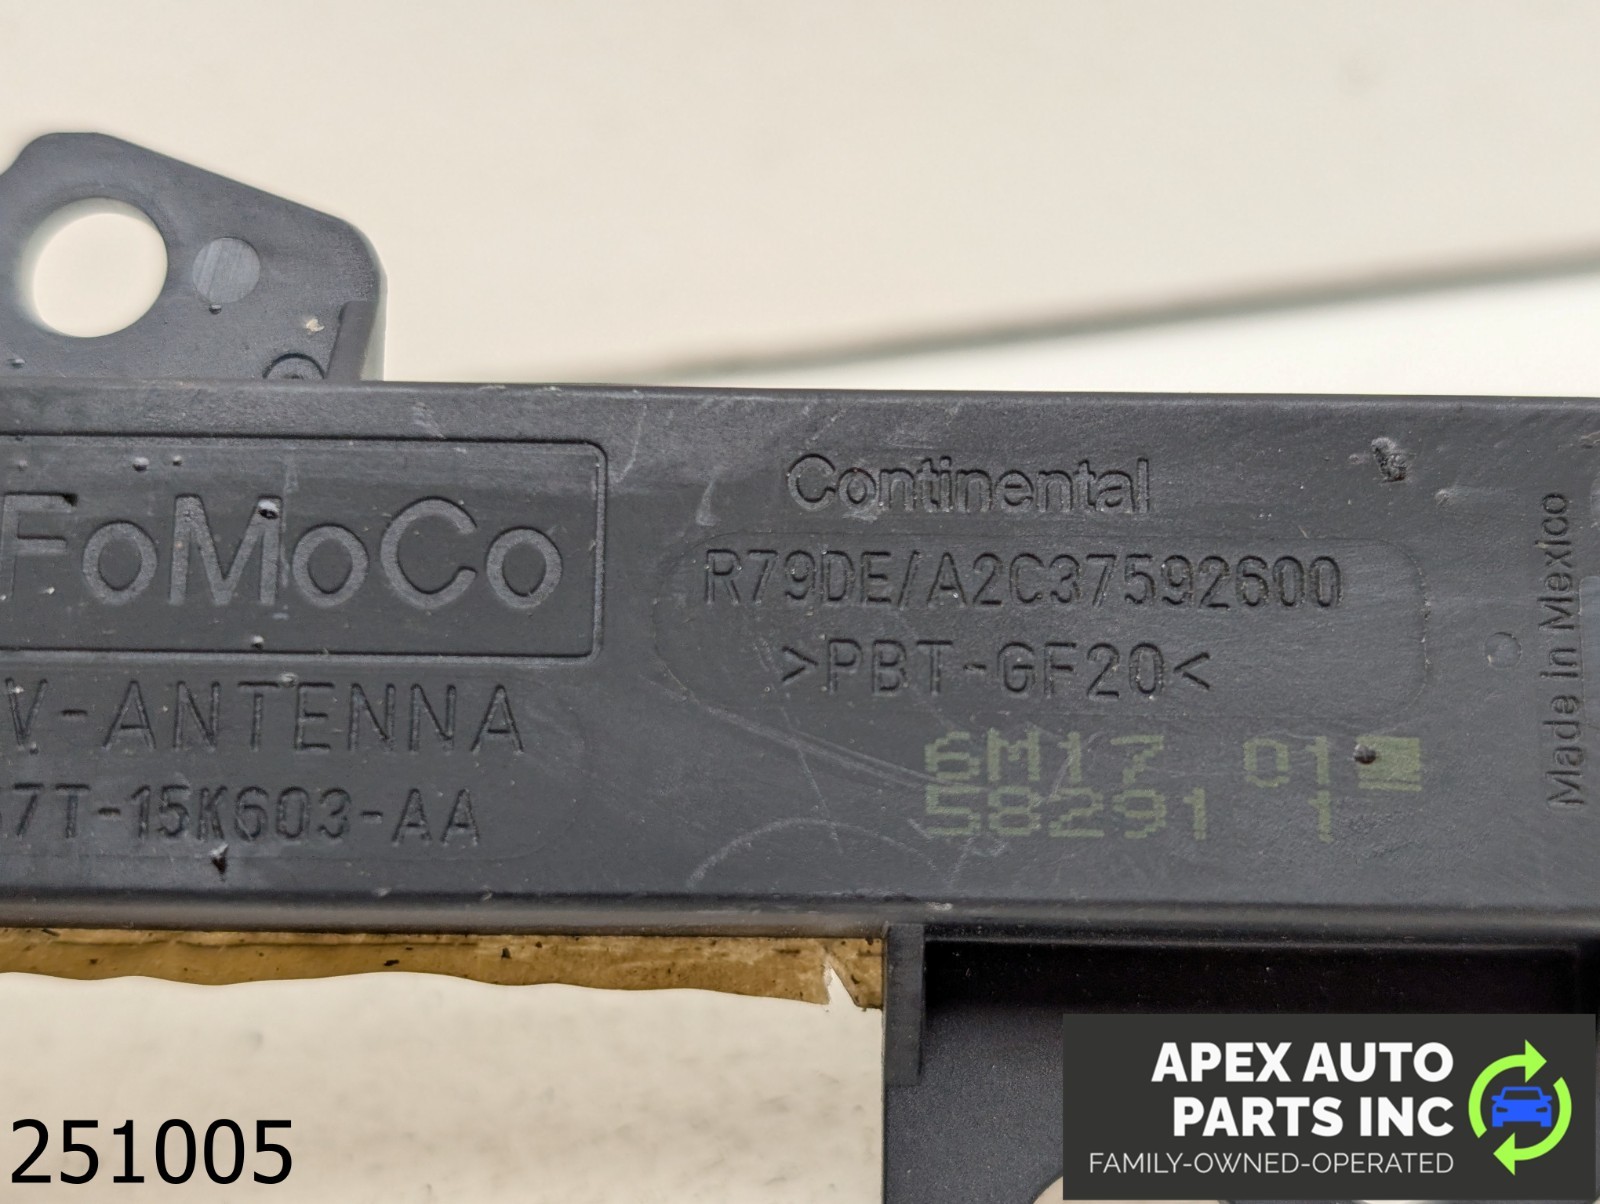 FoMoCo
V-ANTENNA
7T-15K603-AA
Continental
R79DE/A2C37592600
>PBT-GF20<
6M17 01
58291 1
Made in Mexico
251005
APEX AUTO
PARTS INC
FAMILY-OWNED-OPERATED